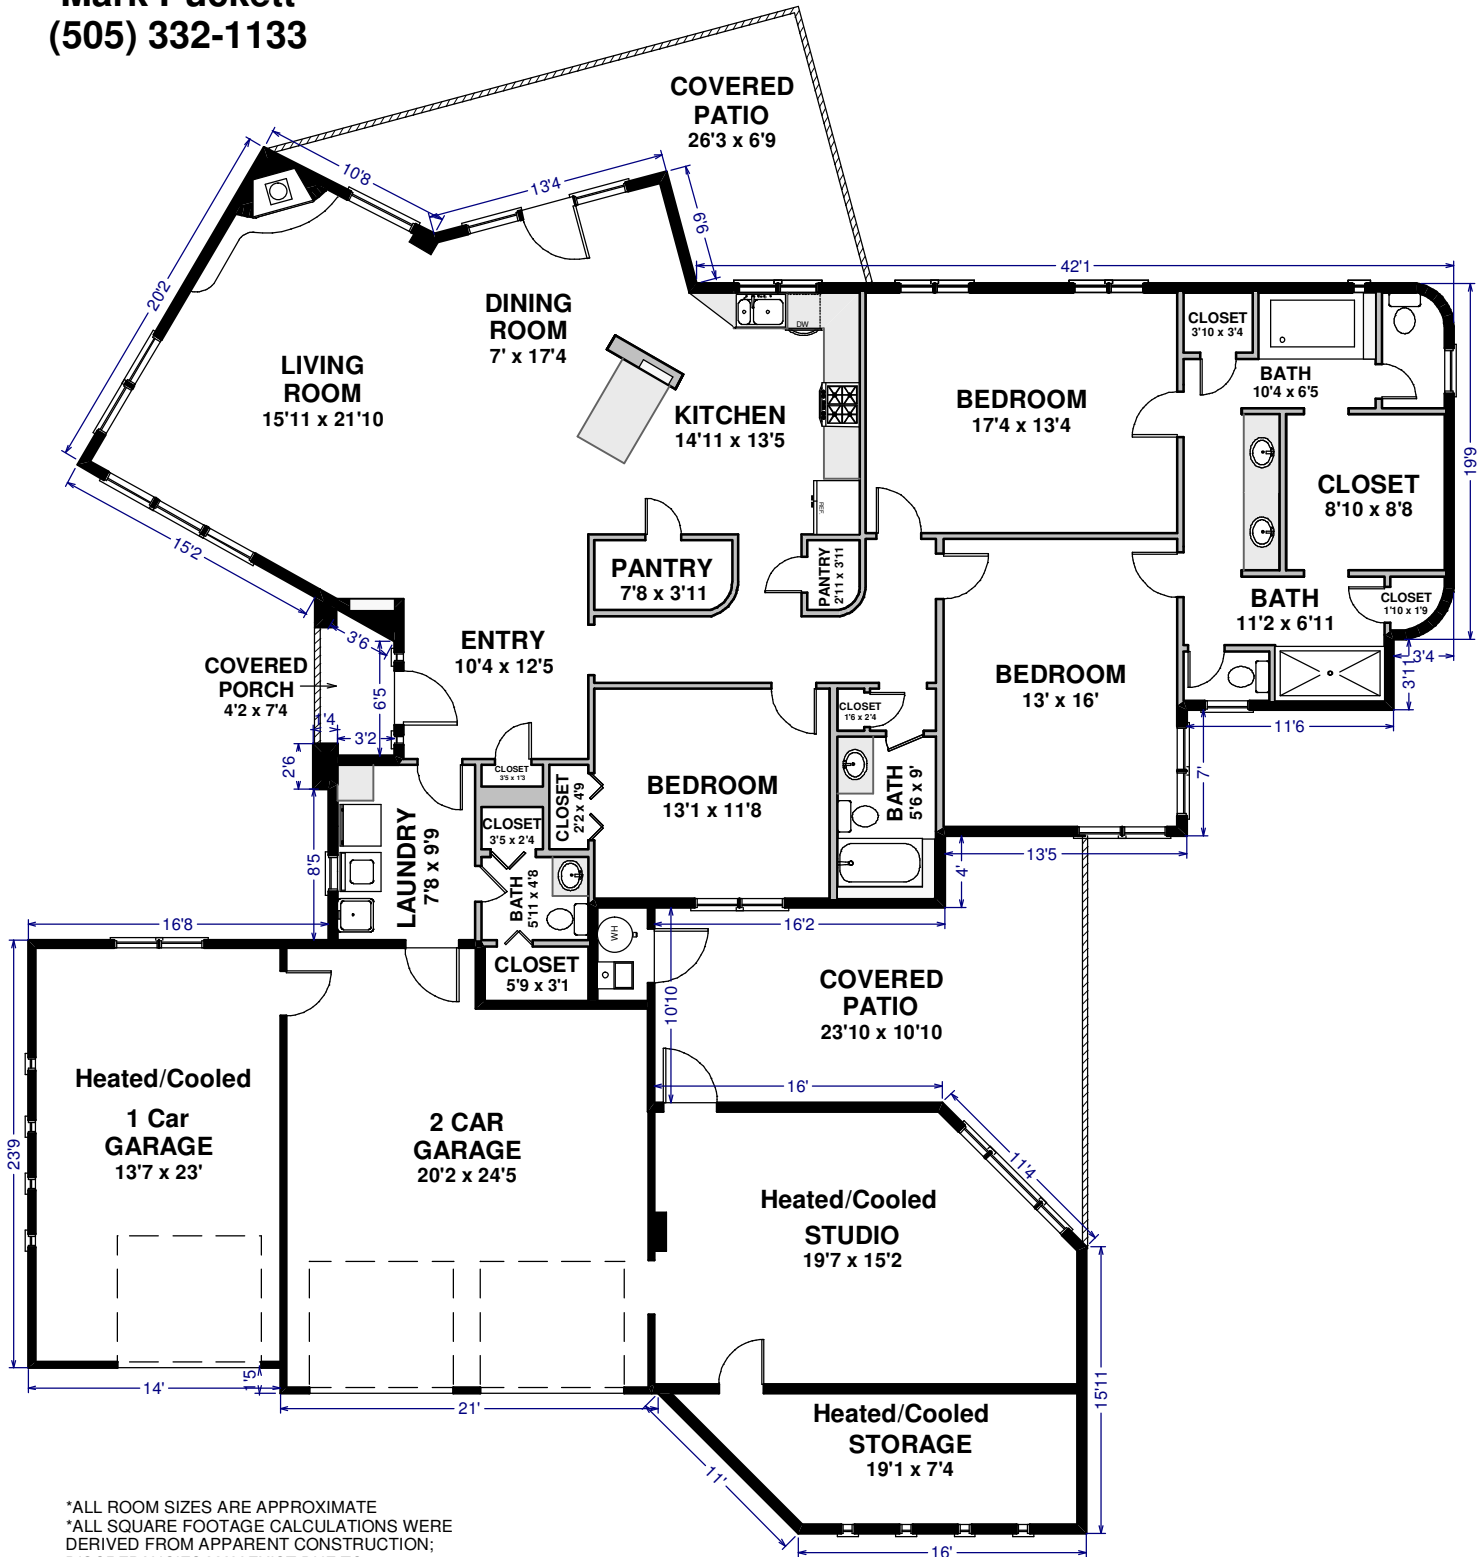 (505) 332-1133
COVERED
PATIO
26'3 x 6'9
10'8
13'4
9'9
42'1
20'2
DINING
ROOM
7' x 17'4
LIVING
ROOM
15'11 x 21'10
KITCHEN
14'11 x 13'5
DW
REF
BEDROOM
17'4 x 13'4
CLOSET
3'10 x 3'4
BATH
10'4 x 6'5
CLOSET
8'10 x 8'8
19'9
15'2
PANTRY
7'8 x 3'11
PANTRY
2'11 x 3'11
BATH
11'2 x 6'11
CLOSET
1'10 x 1'9
3'4
3'11
11'6
7'
ENTRY
10'4 x 12'5
COVERED
PORCH
4'2 x 7'4
3'6
6'5
3'2
2'6
8'5
BEDROOM
13' x 16'
CLOSET
1'6 x 2'4
BEDROOM
13'1 x 11'8
BATH
5'6 x 9'
CLOSET
3'5 x 1'3
CLOSET
2'2 x 4'9
CLOSET
3'5 x 2'4
LAUNDRY
7'8 x 9'9
BATH
5'11 x 4'8
CLOSET
5'9 x 3'1
WH
13'5
4'
16'2
16'8
10'10
COVERED
PATIO
23'10 x 10'10
16'
11'4
Heated/Cooled
1 Car
GARAGE
13'7 x 23'
23'9
2 CAR
GARAGE
20'2 x 24'5
Heated/Cooled
STUDIO
19'7 x 15'2
14'
1'5
21'
15'11
Heated/Cooled
STORAGE
19'1 x 7'4
11'
16'
*ALL ROOM SIZES ARE APPROXIMATE
*ALL SQUARE FOOTAGE CALCULATIONS WERE
DERIVED FROM APPARENT CONSTRUCTION;